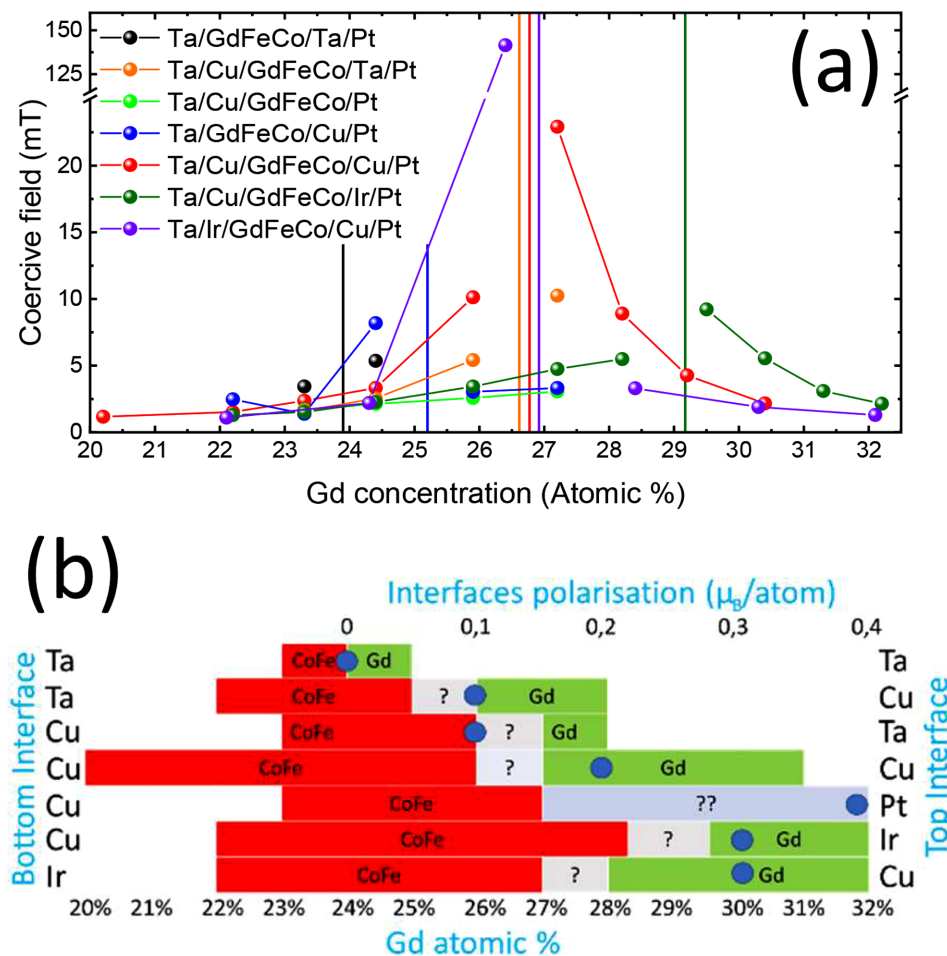 (a)
Ta/GdFeCo/Ta/Pt
Ta/Cu/GdFeCo/Ta/Pt
Ta/Cu/GdFeCo/Pt
Ta/GdFeCo/Cu/Pt
Ta/Cu/GdFeCo/Cu/Pt
Ta/Cu/GdFeCo/Ir/Pt
Ta/Ir/GdFeCo/Cu/Pt
Coercive field (mT)
150
125
20
15
10
5
0
20 21 22 23 24 25 26 27 28 29 30 31 32
Gd concentration (Atomic %)
(b)
Interfaces polarisation (μB/atom)
0 0,1 0,2 0,3 0,4
Bottom Interface
Top Interface
Ta CoFe Gd Ta
Ta CoFe ? Gd Cu
Cu CoFe ? Gd Ta
Cu CoFe ? Gd Cu
Cu CoFe ?? Pt
Cu CoFe ? Gd Ir
Ir CoFe ? Gd Cu
20% 21% 22% 23% 24% 25% 26% 27% 28% 29% 30% 31% 32%
Gd atomic %